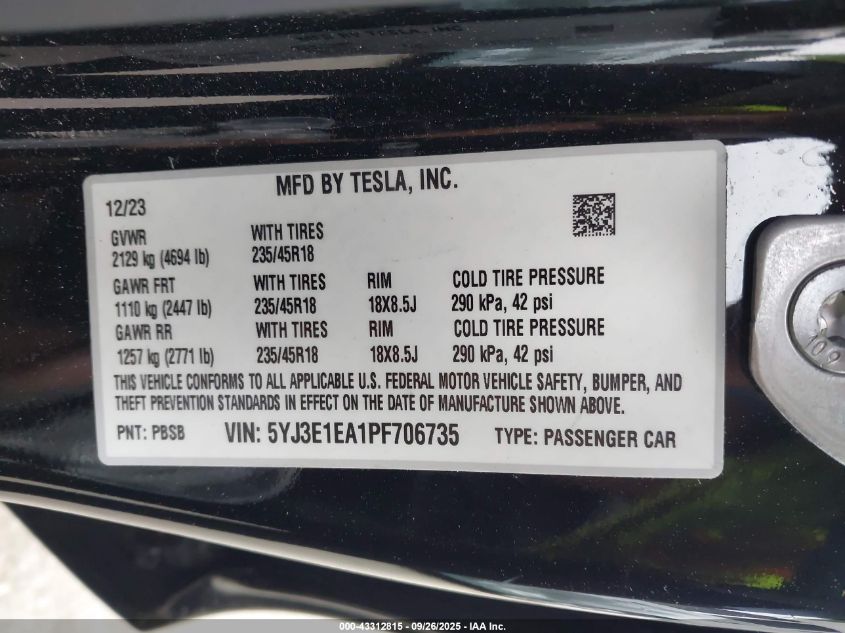 MFD BY TESLA, INC.
12/23
GVWR WITH TIRES
2129 kg (4694 lb) 235/45R18
GAWR FRT WITH TIRES RIM COLD TIRE PRESSURE
1110 kg (2447 lb) 235/45R18 18X8.5J 290 kPa, 42 psi
GAWR RR WITH TIRES RIM COLD TIRE PRESSURE
1257 kg (2771 lb) 235/45R18 18X8.5J 290 kPa, 42 psi
THIS VEHICLE CONFORMS TO ALL APPLICABLE U.S. FEDERAL MOTOR VEHICLE SAFETY, BUMPER, AND
THEFT PREVENTION STANDARDS IN EFFECT ON THE DATE OF MANUFACTURE SHOWN ABOVE.
PNT: PBSB VIN: 5YJ3E1EA1PF706735 TYPE: PASSENGER CAR
000-43312815 - 09/26/2025 - IAA Inc.